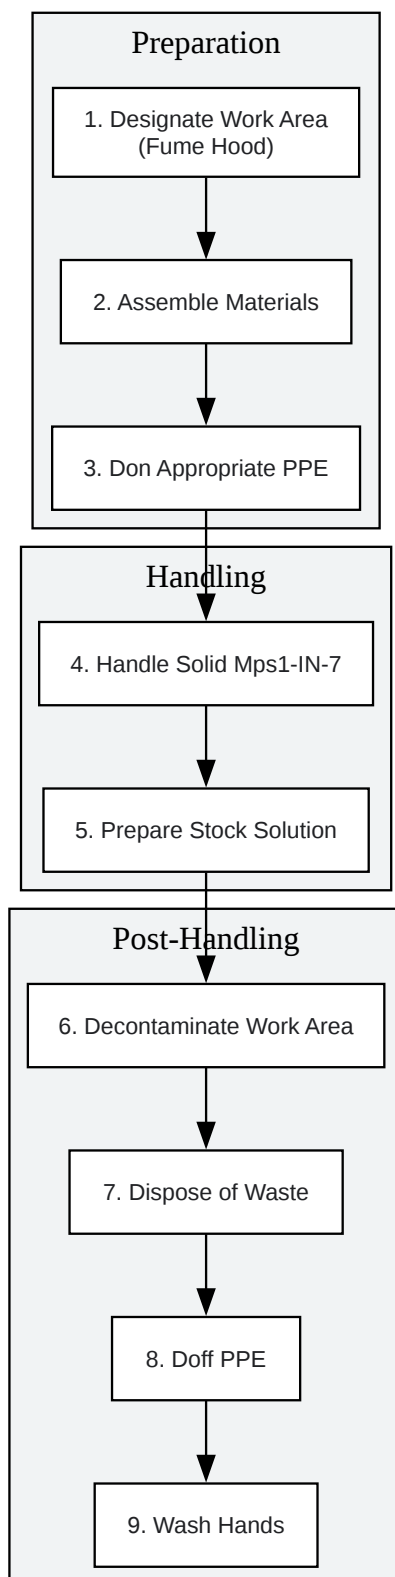 Preparation
1. Designate Work Area
(Fume Hood)
2. Assemble Materials
3. Don Appropriate PPE
Handling
4. Handle Solid Mps1-IN-7
5. Prepare Stock Solution
Post-Handling
6. Decontaminate Work Area
7. Dispose of Waste
8. Doff PPE
9. Wash Hands